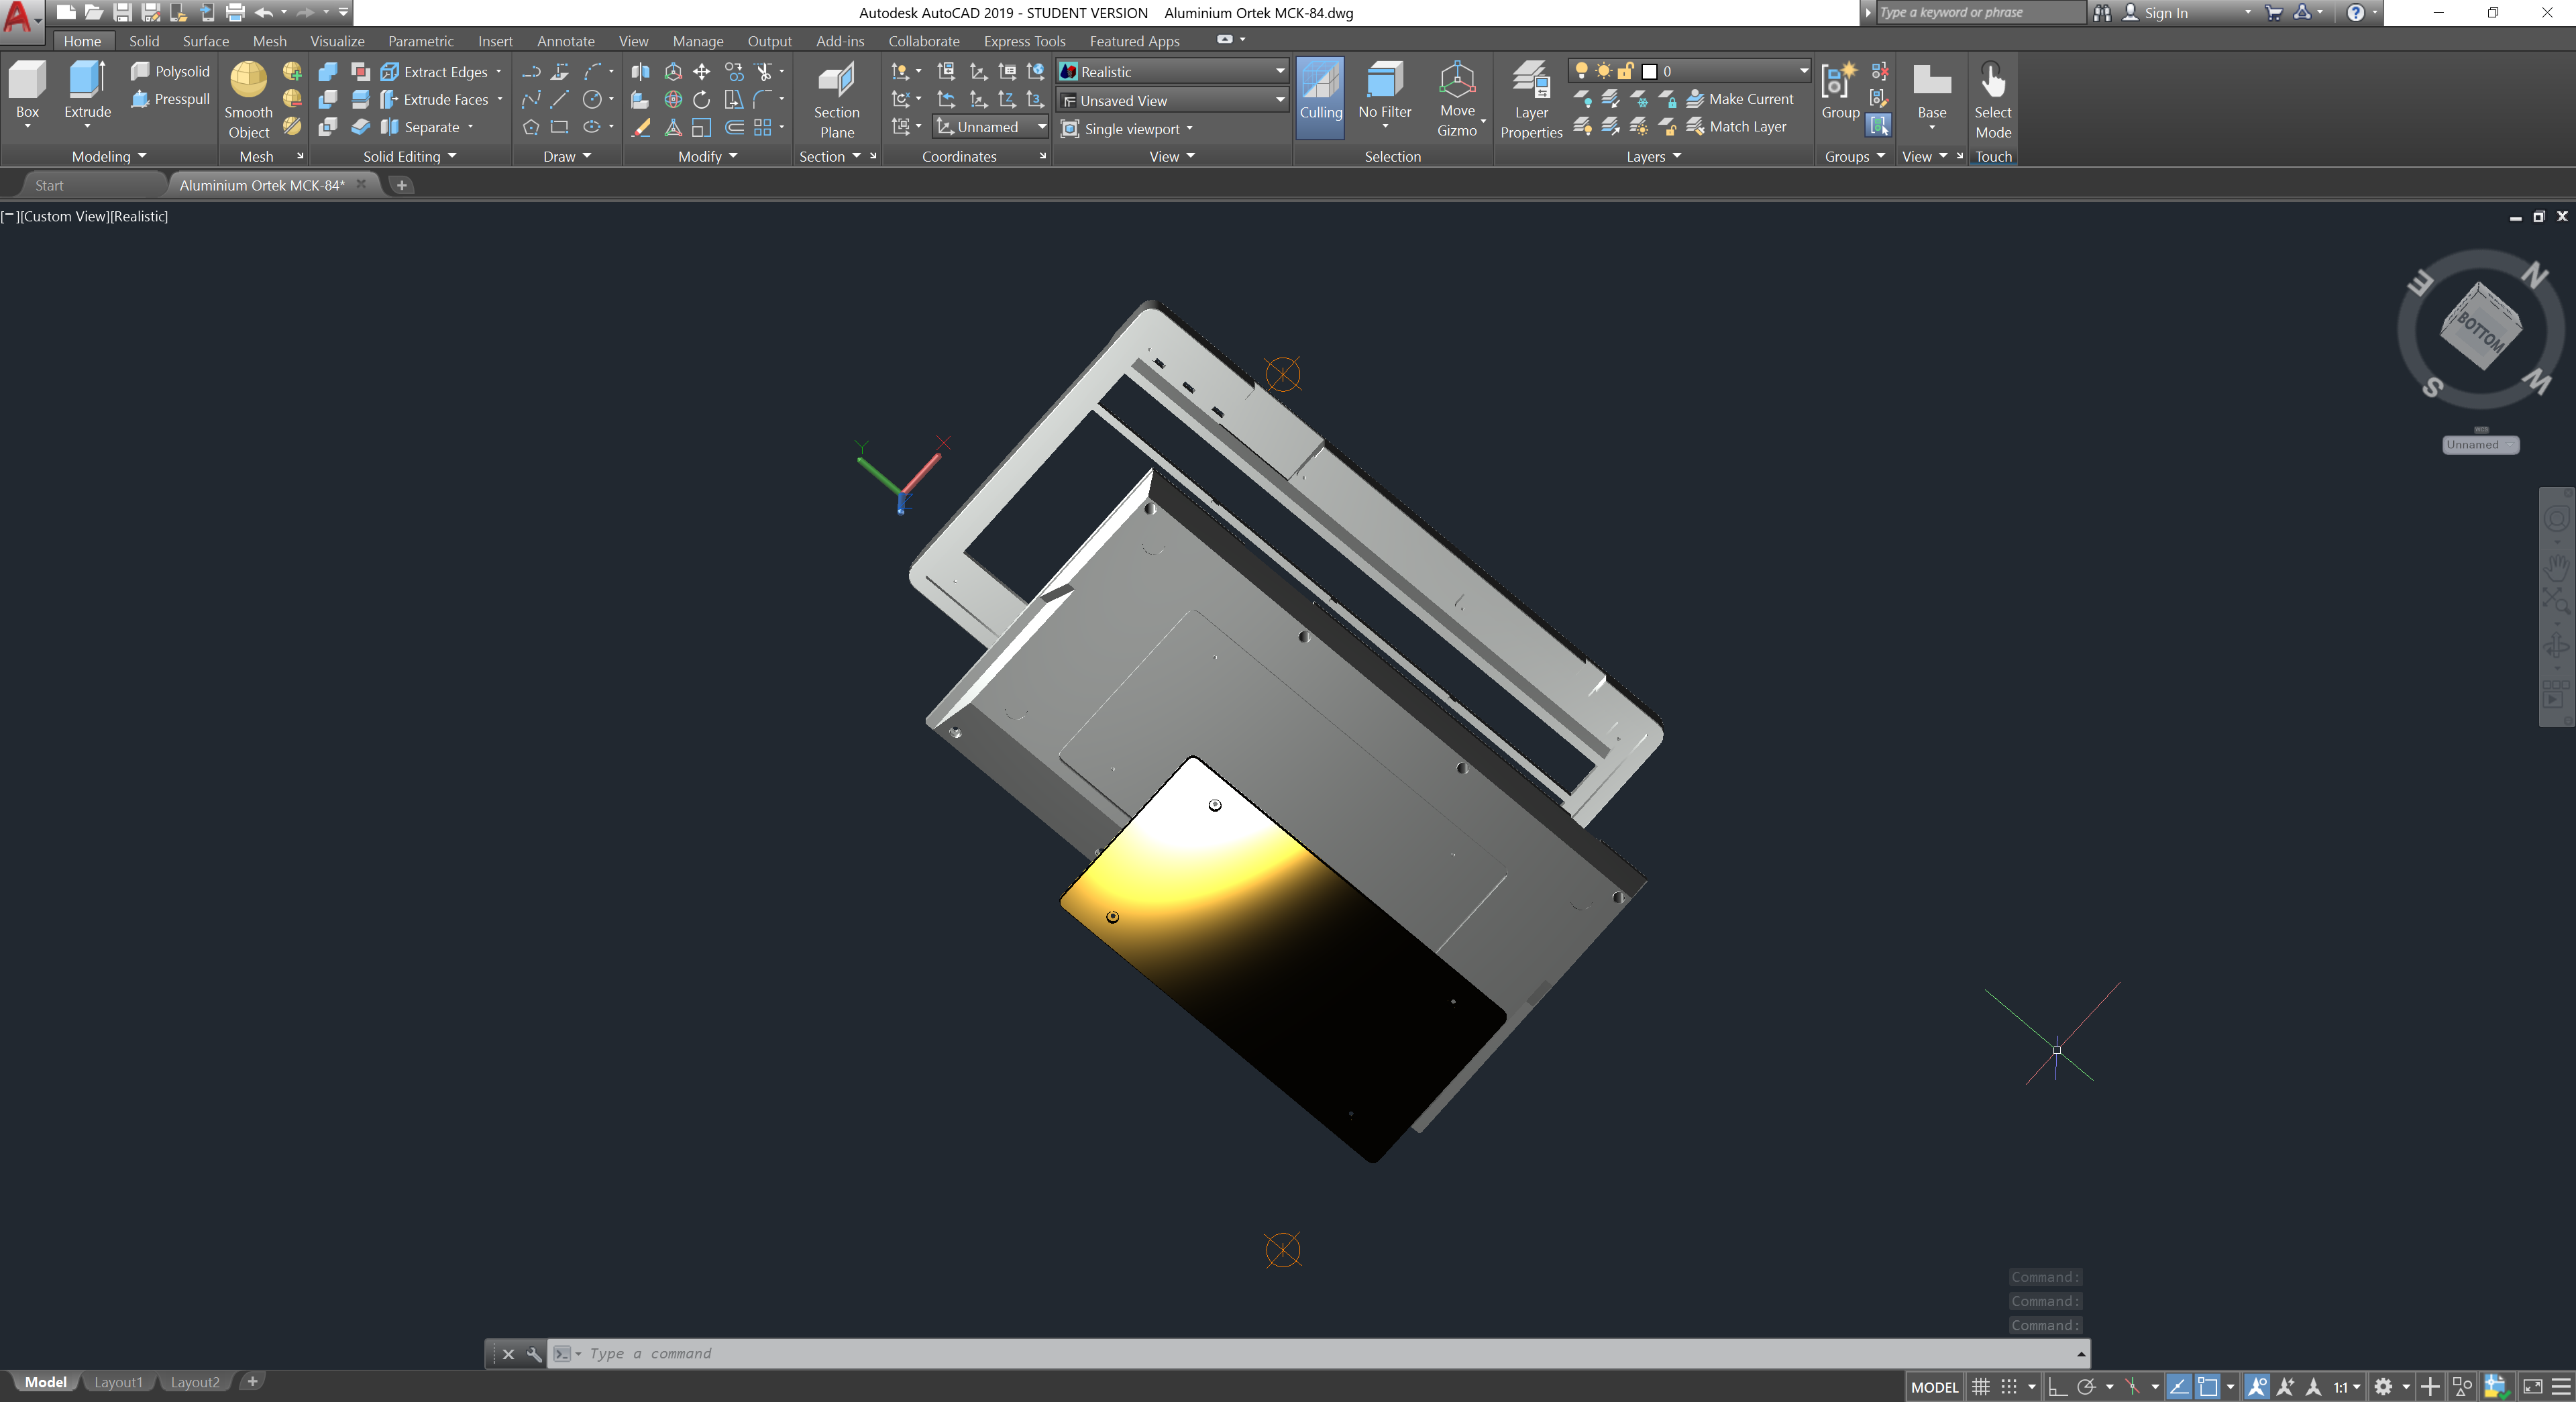 Autodesk AutoCAD 2019 - STUDENT VERSION Aluminium Ortek MCK-84.dwg
Type a keyword or phrase
Sign In
Home Solid Surface Mesh Visualize Parametric Insert Annotate View Manage Output Add-ins Collaborate Express Tools Featured Apps
Box
Extrude
Polysolid
Presspull
Modeling
Smooth
Object
Mesh
Extract Edges
Extrude Faces
Separate
Solid Editing
Draw
Modify
Section
Plane
Section
Unnamed
Coordinates
Realistic
Unsaved View
Single viewport
View
Culling
No Filter
Move
Gizmo
Selection
Layer
Properties
0
Make Current
Match Layer
Layers
Group
Groups
Base
View
Select
Mode
Touch
Start
Aluminium Ortek MCK-84*
[−][Custom View][Realistic]
N
E
BOTTOM
S
W
WCS
Unnamed
Y
X
Z
Command:
Command:
Command:
Type a command
Model Layout1 Layout2
MODEL
1:1